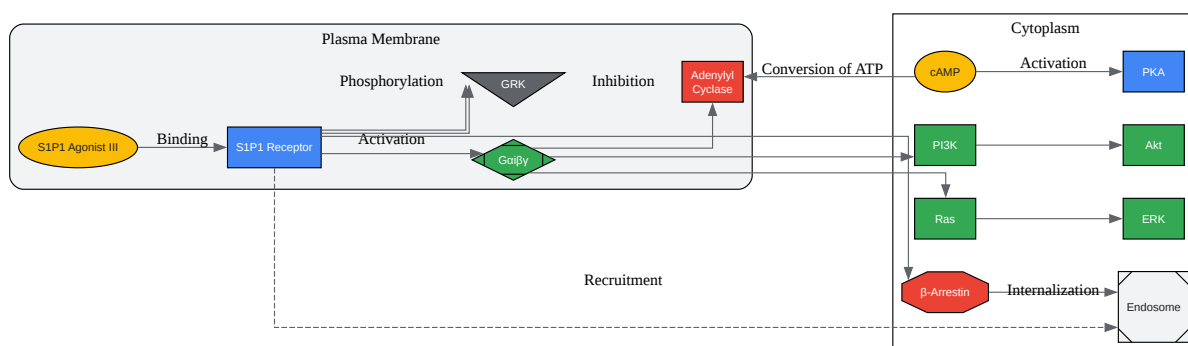 Plasma Membrane
Cytoplasm
Phosphorylation
GRK
Inhibition
Adenylyl
Cyclase
Conversion of ATP
cAMP
Activation
PKA
S1P1 Agonist III
Binding
S1P1 Receptor
Activation
Gαiβγ
PI3K
Akt
Ras
ERK
Recruitment
β-Arrestin
Internalization
Endosome